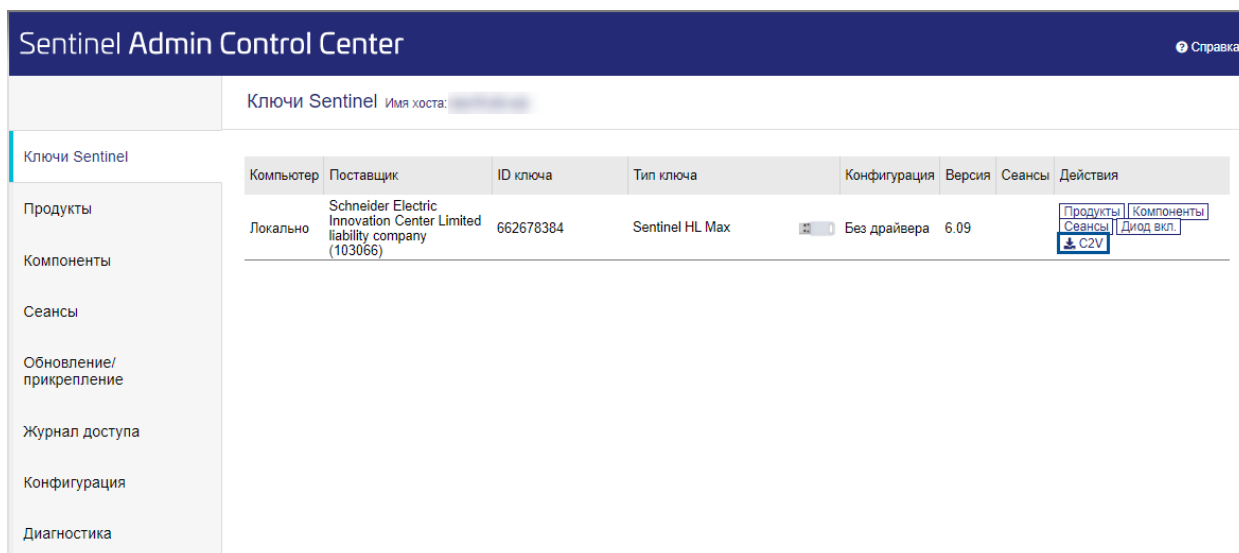 Sentinel Admin Control Center
Справка
Ключи Sentinel Имя хоста:
Ключи Sentinel
Продукты
Компоненты
Сеансы
Обновление/
прикрепление
Журнал доступа
Конфигурация
Диагностика
Компьютер Поставщик ID ключа Тип ключа Конфигурация Версия Сеансы Действия
Локально
Schneider Electric
Innovation Center Limited
liability company
(103066)
662678384
Sentinel HL Max
Без драйвера
6.09
Продукты Компоненты
Сеансы Диод вкл.
C2V